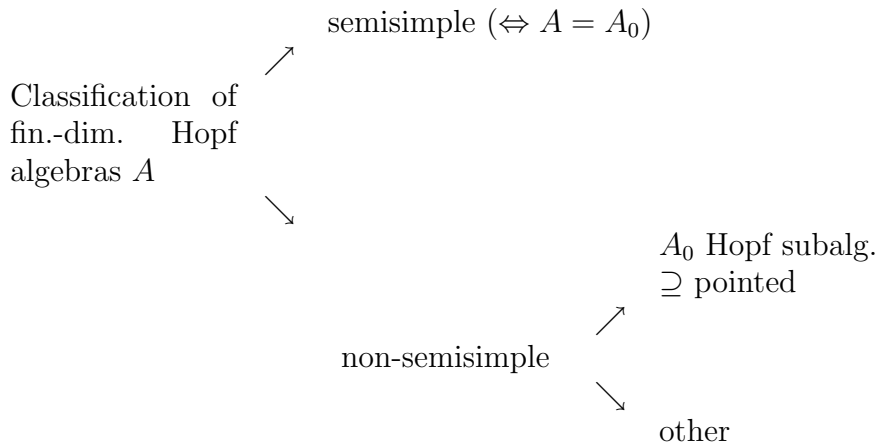 semisimple (⇔ A = A₀)
Classification of
fin.-dim. Hopf
algebras A
A₀ Hopf subalg.
⊇ pointed
non-semisimple
other